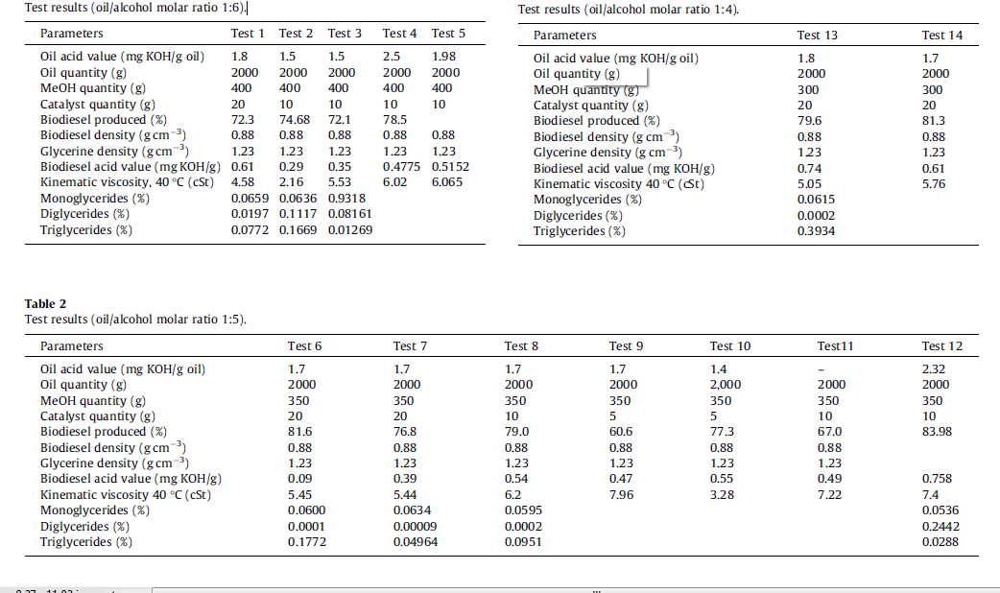 Test results (oil/alcohol molar ratio 1:6).
Parameters Test 1 Test 2 Test 3 Test 4 Test 5
Oil acid value (mg KOH/g oil) 1.8 1.5 1.5 2.5 1.98
Oil quantity (g) 2000 2000 2000 2000 2000
MeOH quantity (g) 400 400 400 400 400
Catalyst quantity (g) 20 10 10 10 10
Biodiesel produced (%) 72.3 74.68 72.1 78.5
Biodiesel density (g cm−3) 0.88 0.88 0.88 0.88 0.88
Glycerine density (g cm−3) 1.23 1.23 1.23 1.23 1.23
Biodiesel acid value (mg KOH/g) 0.61 0.29 0.35 0.4775 0.5152
Kinematic viscosity, 40 °C (cSt) 4.58 2.16 5.53 6.02 6.065
Monoglycerides (%) 0.0659 0.0636 0.9318
Diglycerides (%) 0.0197 0.1117 0.08161
Triglycerides (%) 0.0772 0.1669 0.01269
Test results (oil/alcohol molar ratio 1:4).
Parameters Test 13 Test 14
Oil acid value (mg KOH/g oil) 1.8 1.7
Oil quantity (g) 2000 2000
MeOH quantity (g) 300 300
Catalyst quantity (g) 20 20
Biodiesel produced (%) 79.6 81.3
Biodiesel density (g cm−3) 0.88 0.88
Glycerine density (g cm−3) 1.23 1.23
Biodiesel acid value (mg KOH/g) 0.74 0.61
Kinematic viscosity 40 °C (cSt) 5.05 5.76
Monoglycerides (%) 0.0615
Diglycerides (%) 0.0002
Triglycerides (%) 0.3934
Table 2
Test results (oil/alcohol molar ratio 1:5).
Parameters Test 6 Test 7 Test 8 Test 9 Test 10 Test11 Test 12
Oil acid value (mg KOH/g oil) 1.7 1.7 1.7 1.7 1.4 – 2.32
Oil quantity (g) 2000 2000 2000 2000 2,000 2000 2000
MeOH quantity (g) 350 350 350 350 350 350 350
Catalyst quantity (g) 20 20 10 5 5 10 10
Biodiesel produced (%) 81.6 76.8 79.0 60.6 77.3 67.0 83.98
Biodiesel density (g cm−3) 0.88 0.88 0.88 0.88 0.88 0.88
Glycerine density (g cm−3) 1.23 1.23 1.23 1.23 1.23 1.23
Biodiesel acid value (mg KOH/g) 0.09 0.39 0.54 0.47 0.55 0.49 0.758
Kinematic viscosity 40 °C (cSt) 5.45 5.44 6.2 7.96 3.28 7.22 7.4
Monoglycerides (%) 0.0600 0.0634 0.0595 0.0536
Diglycerides (%) 0.0001 0.00009 0.0002 0.2442
Triglycerides (%) 0.1772 0.04964 0.0951 0.0288